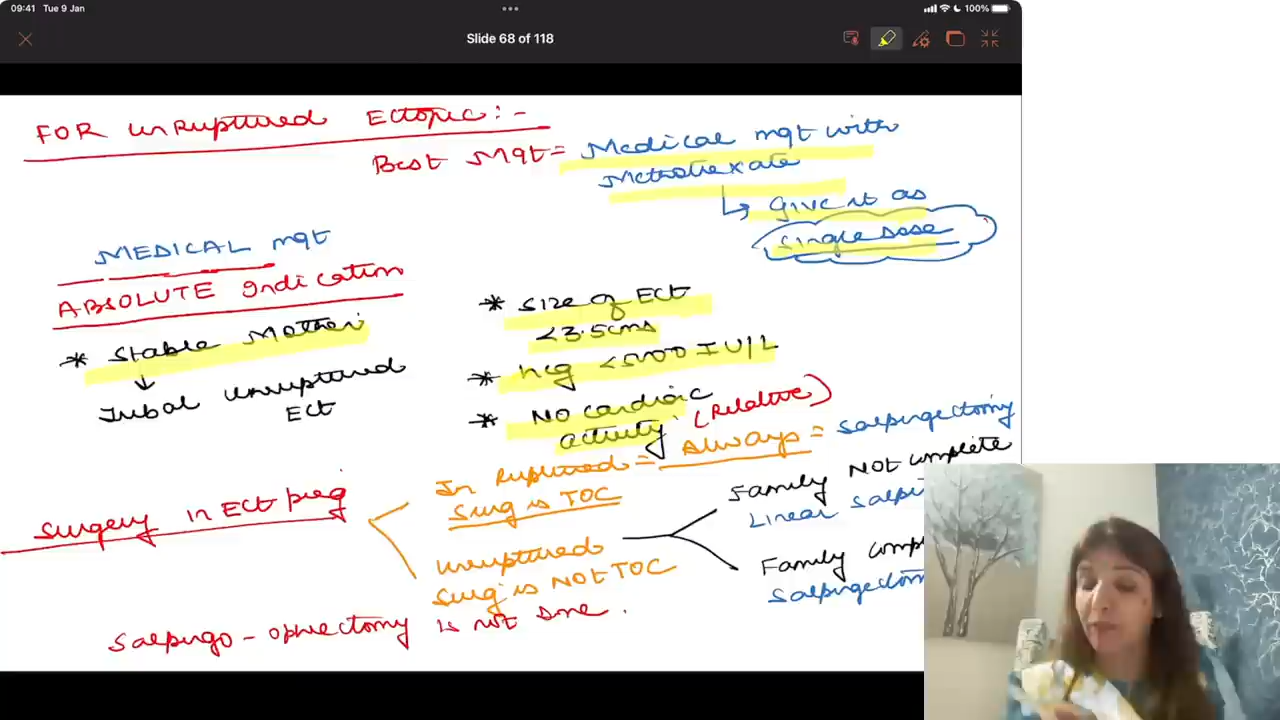 09:41 Tue 9 Jan
100%
Slide 68 of 118
FOR unRuptured Ectopic:-
Best Mgt = Medical mgt with
Methotrexate
↳ Give it as
single dose
MEDICAL mgt
ABSOLUTE Indication
* Stable Mother
↓
Tubal unruptured
Ect
* Size of Ect
<3.5cms
* hcg <5000 IU/L
* No cardiac
activity (Relative)
Surgery in Ect preg
In Ruptured = Always = Salpingectomy
Surg is TOC
unruptured
Surg is NOT TOC
Family NOT complete
Linear Salpi
Family compl
Salpingectom
Salpingo-ophrectomy is not done.